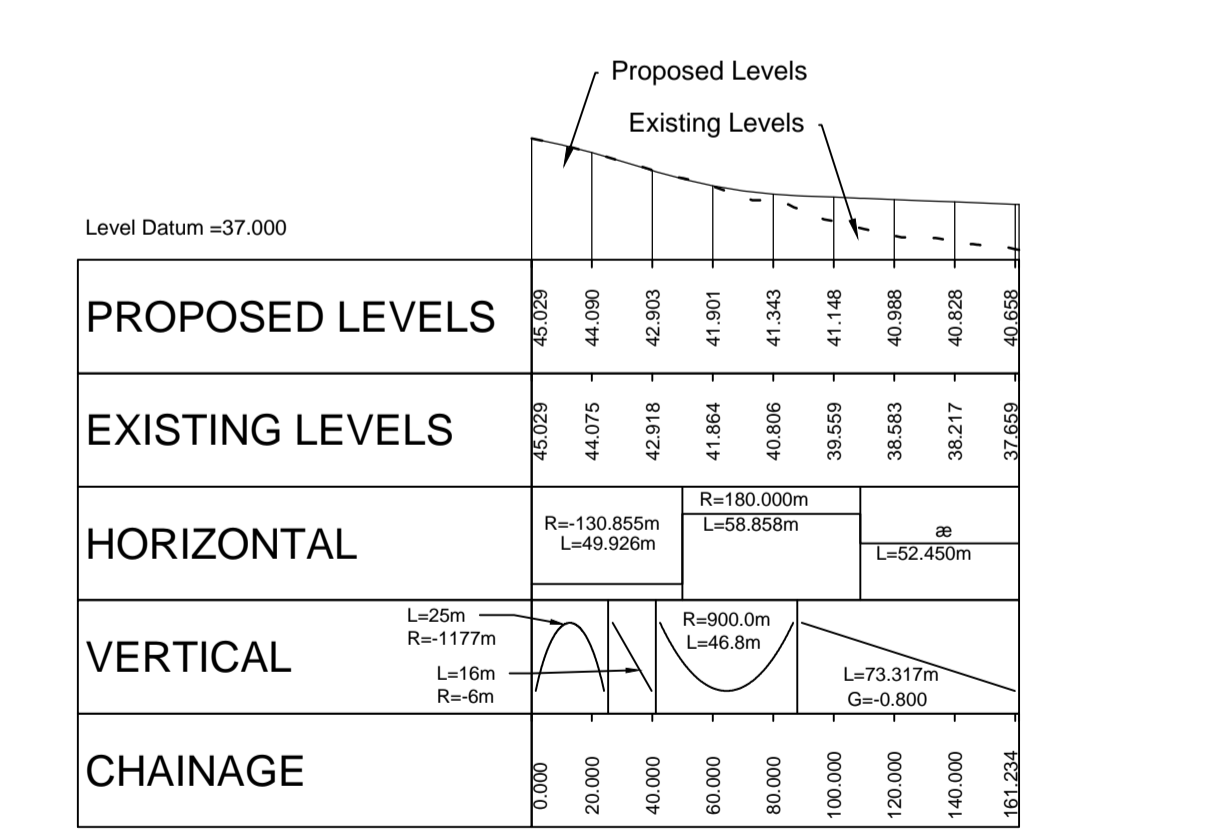 Proposed Levels
Existing Levels
Level Datum =37.000
PROPOSED LEVELS
45.029
44.090
42.903
41.901
41.343
41.148
40.988
40.828
40.658
EXISTING LEVELS
45.029
44.075
42.918
41.864
40.806
39.559
38.583
38.217
37.659
HORIZONTAL
R=-130.855m
L=49.926m
R=180.000m
L=58.858m
æ
L=52.450m
VERTICAL
L=25m
R=-1177m
L=16m
R=-6m
R=900.0m
L=46.8m
L=73.317m
G=-0.800
CHAINAGE
0.000
20.000
40.000
60.000
80.000
100.000
120.000
140.000
161.234